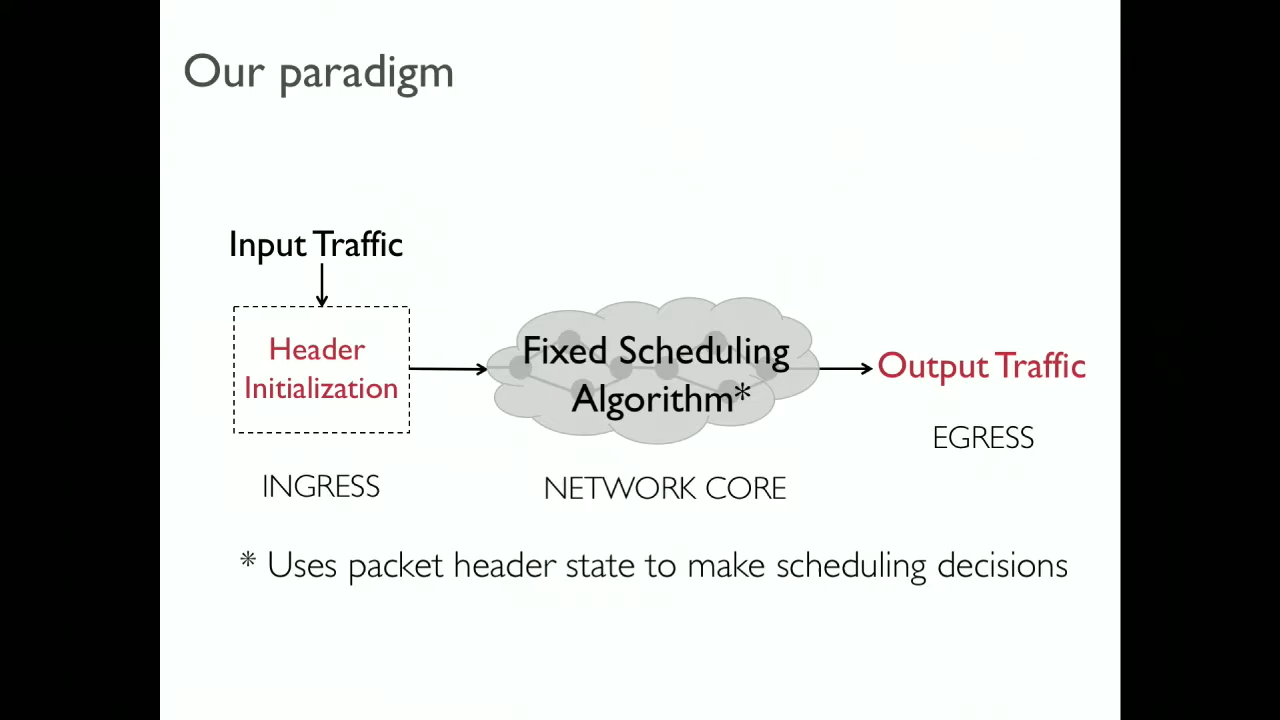 Our paradigm
Input Traffic
Header
Initialization
Fixed Scheduling
Algorithm*
Output Traffic
EGRESS
INGRESS
NETWORK CORE
* Uses packet header state to make scheduling decisions